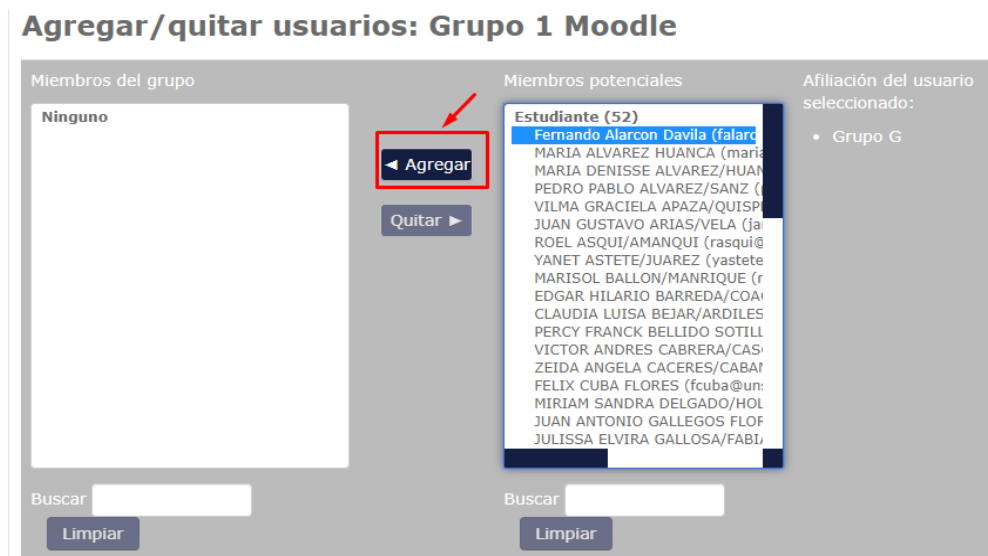 Agregar/quitar usuarios: Grupo 1 Moodle
Miembros del grupo
Ninguno
◄ Agregar
Quitar ►
Miembros potenciales
Estudiante (52)
Fernando Alarcon Davila (falarc
MARIA ALVAREZ HUANCA (maria
MARIA DENISSE ALVAREZ/HUAN
PEDRO PABLO ALVAREZ/SANZ (
VILMA GRACIELA APAZA/QUISP
JUAN GUSTAVO ARIAS/VELA (ja
ROEL ASQUI/AMANQUI (rasqui@
YANET ASTETE/JUAREZ (yastete
MARISOL BALLON/MANRIQUE (
EDGAR HILARIO BARREDA/COA
CLAUDIA LUISA BEJAR/ARDILES
PERCY FRANCK BELLIDO SOTILL
VICTOR ANDRES CABRERA/CAS
ZEIDA ANGELA CACERES/CABA
FELIX CUBA FLORES (fcuba@un
MIRIAM SANDRA DELGADO/HOL
JUAN ANTONIO GALLEGOS FLOR
JULISSA ELVIRA GALLOSA/FABI
Afiliación del usuario
seleccionado:
• Grupo G
Buscar
Limpiar
Buscar
Limpiar